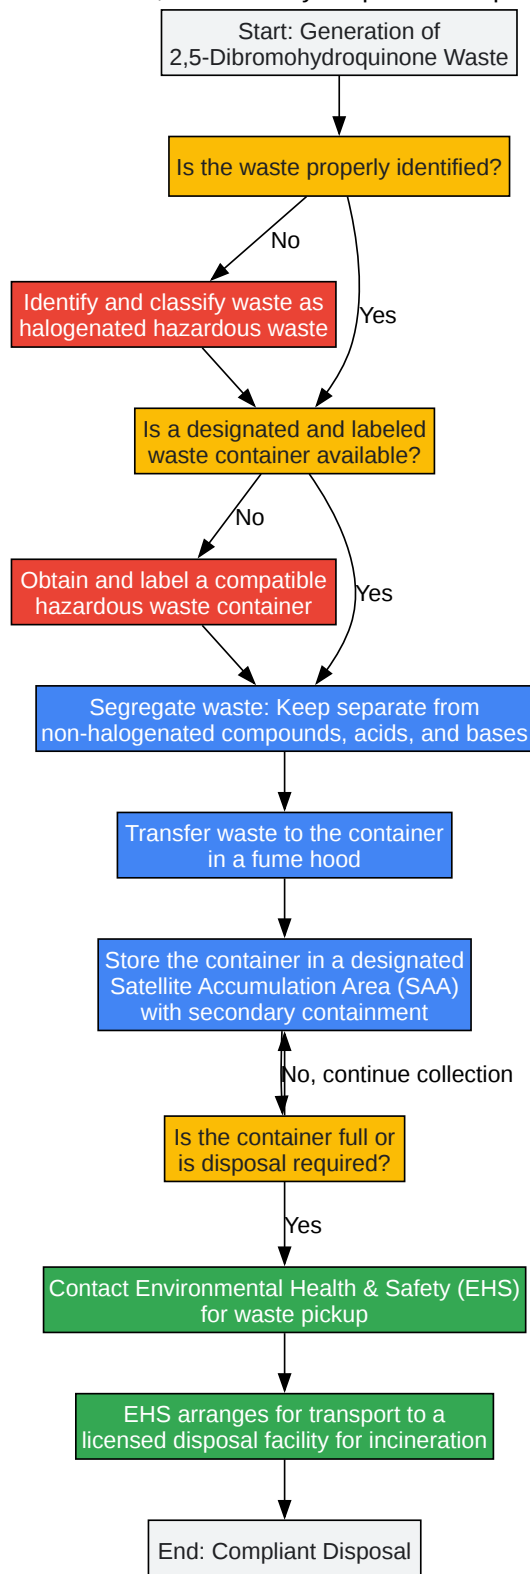 Start: Generation of
2,5-Dibromohydroquinone Waste
Is the waste properly identified?
No
Identify and classify waste as
halogenated hazardous waste
Yes
Is a designated and labeled
waste container available?
No
Obtain and label a compatible
hazardous waste container
Yes
Segregate waste: Keep separate from
non-halogenated compounds, acids, and bases
Transfer waste to the container
in a fume hood
Store the container in a designated
Satellite Accumulation Area (SAA)
with secondary containment
No, continue collection
Is the container full or
is disposal required?
Yes
Contact Environmental Health & Safety (EHS)
for waste pickup
EHS arranges for transport to a
licensed disposal facility for incineration
End: Compliant Disposal